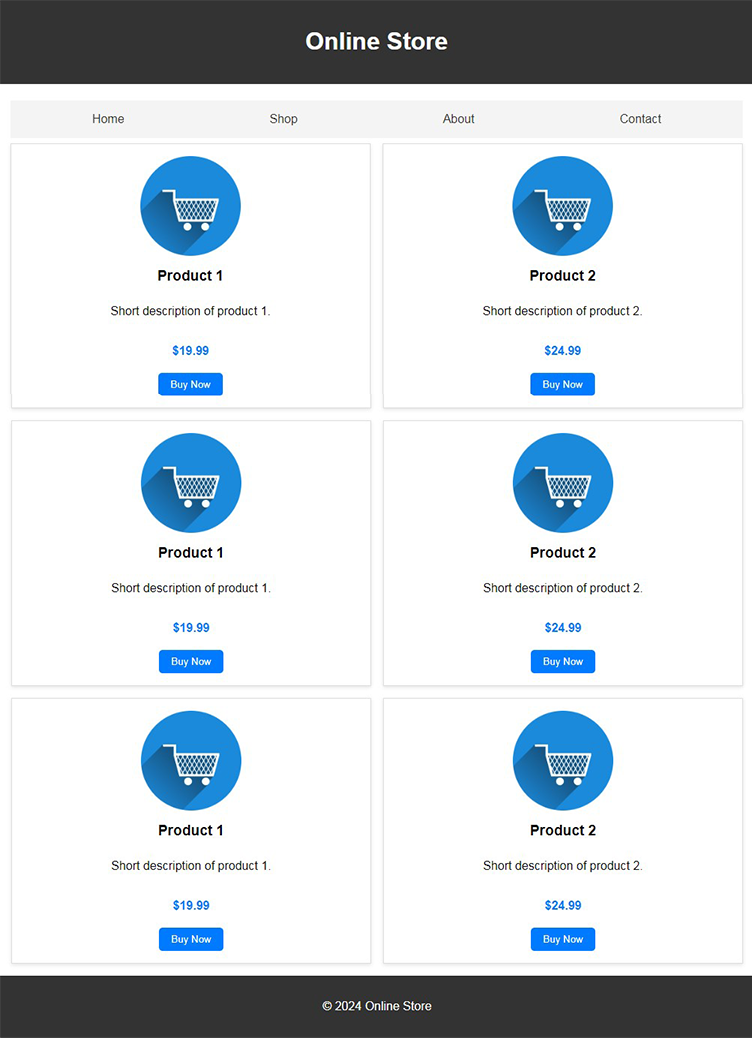 Online Store
Home Shop About Contact
Product 1
Short description of product 1.
$19.99
Buy Now
Product 2
Short description of product 2.
$24.99
Buy Now
Product 1
Short description of product 1.
$19.99
Buy Now
Product 2
Short description of product 2.
$24.99
Buy Now
Product 1
Short description of product 1.
$19.99
Buy Now
Product 2
Short description of product 2.
$24.99
Buy Now
© 2024 Online Store